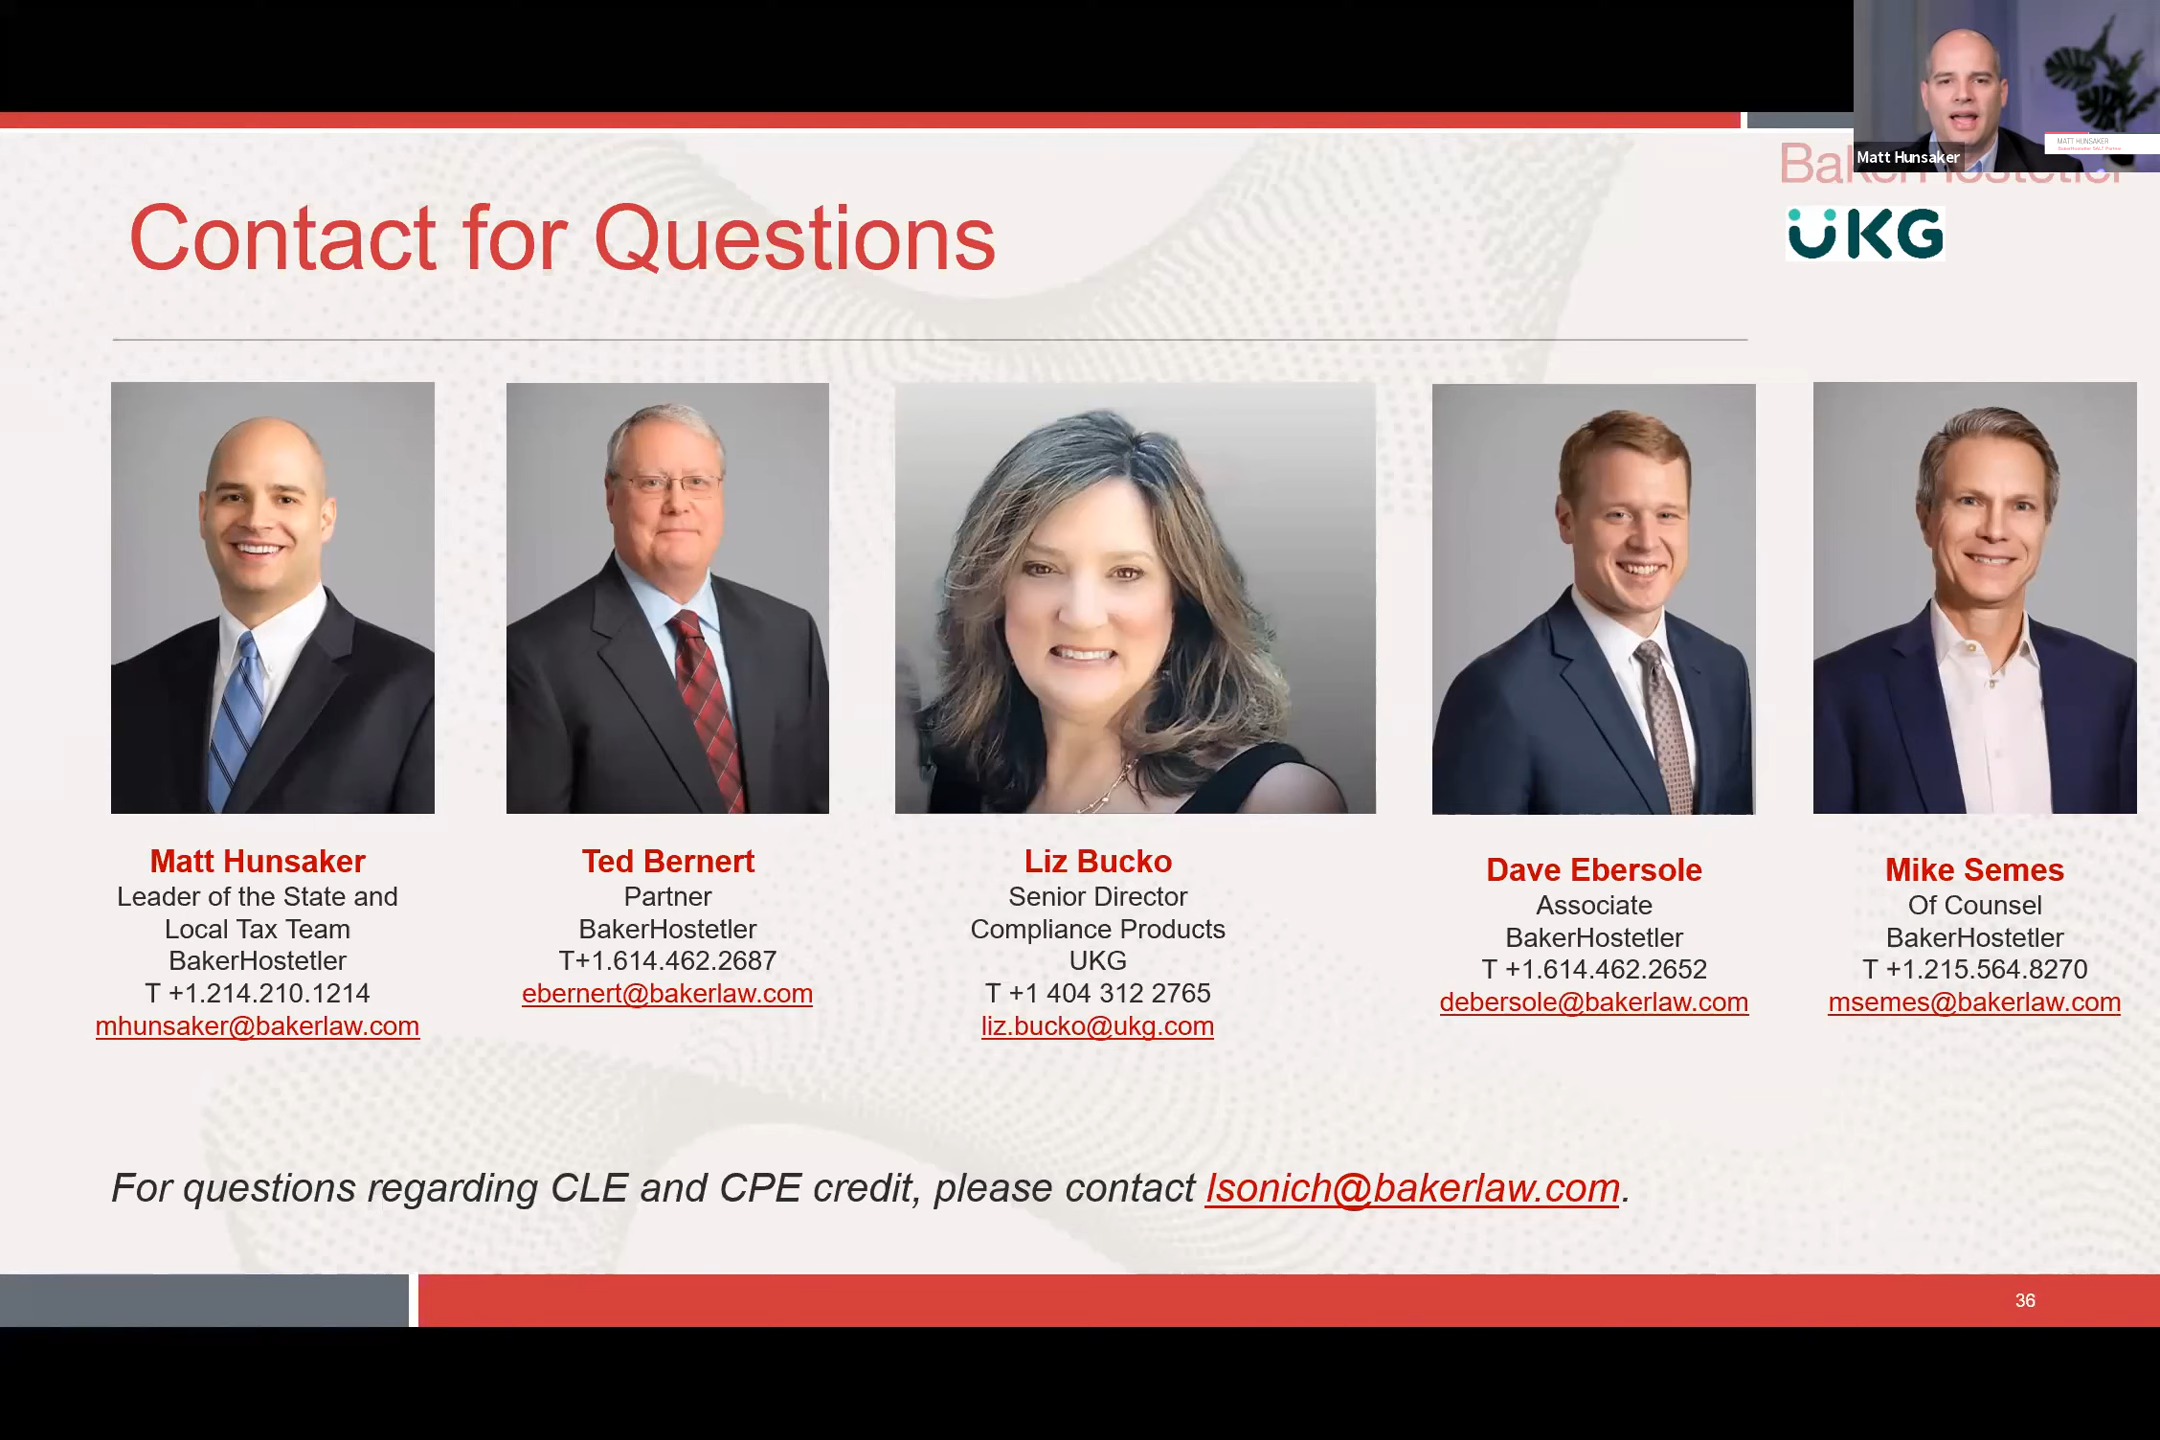 Matt Hunsaker
MATT HUNSAKER
BakerHostetler
UKG
Contact for Questions
Matt Hunsaker
Leader of the State and
Local Tax Team
BakerHostetler
T +1.214.210.1214
mhunsaker@bakerlaw.com
Ted Bernert
Partner
BakerHostetler
T+1.614.462.2687
ebernert@bakerlaw.com
Liz Bucko
Senior Director
Compliance Products
UKG
T +1 404 312 2765
liz.bucko@ukg.com
Dave Ebersole
Associate
BakerHostetler
T +1.614.462.2652
debersole@bakerlaw.com
Mike Semes
Of Counsel
BakerHostetler
T +1.215.564.8270
msemes@bakerlaw.com
For questions regarding CLE and CPE credit, please contact lsonich@bakerlaw.com.
36